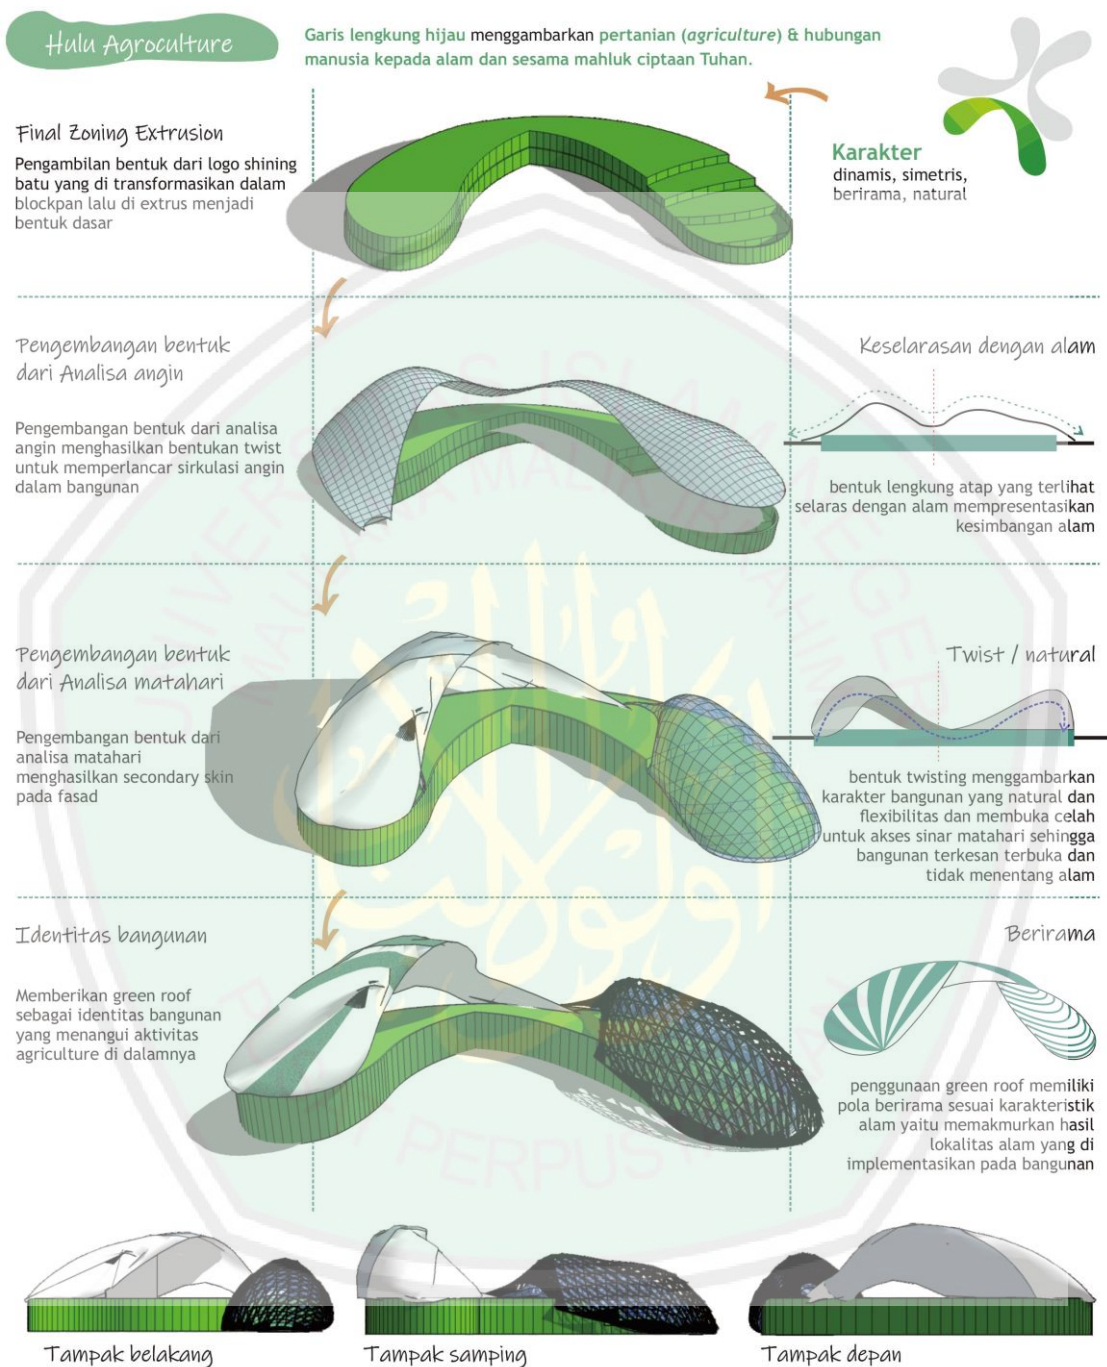 Hulu Agroculture
Garis lengkung hijau menggambarkan pertanian (agriculture) & hubungan
manusia kepada alam dan sesama mahluk ciptaan Tuhan.
Final Zoning Extrusion
Pengambilan bentuk dari logo shining
batu yang di transformasikan dalam
blockpan lalu di extrus menjadi
bentuk dasar
Karakter
dinamis, simetris,
berirama, natural
Pengembangan bentuk
dari Analisa angin
Pengembangan bentuk dari analisa
angin menghasilkan bentukan twist
untuk memperlancar sirkulasi angin
dalam bangunan
Keselarasan dengan alam
bentuk lengkung atap yang terlihat
selaras dengan alam mempresentasikan
kesimbangan alam
Pengembangan bentuk
dari Analisa matahari
Pengembangan bentuk dari
analisa matahari
menghasilkan secondary skin
pada fasad
Twist / natural
bentuk twisting menggambarkan
karakter bangunan yang natural dan
flexibilitas dan membuka celah
untuk akses sinar matahari sehingga
bangunan terkesan terbuka dan
tidak menentang alam
Identitas bangunan
Memberikan green roof
sebagai identitas bangunan
yang menangui aktivitas
agriculture di dalamnya
Berirama
penggunaan green roof memiliki
pola berirama sesuai karakteristik
alam yaitu memakmurkan hasil
lokalitas alam yang di
implementasikan pada bangunan
Tampak belakang
Tampak samping
Tampak depan